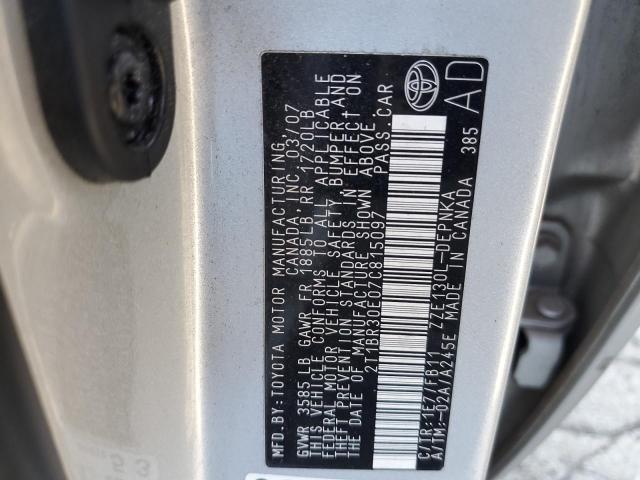 MFD.BY:TOYOTA MOTOR MANUFACTURING,
CANADA, INC. 03/07
GVWR 3585 LB GAWR FR 1885LB RR 1720LB
THIS VEHICLE CONFORMS TO ALL APPLICABLE
FEDERAL MOTOR VEHICLE SAFETY, BUMPER, AND
THEFT PREVENTION STANDARDS IN EFFECT ON
THE DATE OF MANUFACTURE SHOWN ABOVE.
2T1BR30E07C815097 PASS. CAR
C/TR:1E7/FB11 ZZE130L-DEPNKA
A/TM:-02A/A245E MADE IN CANADA 385
AD
23